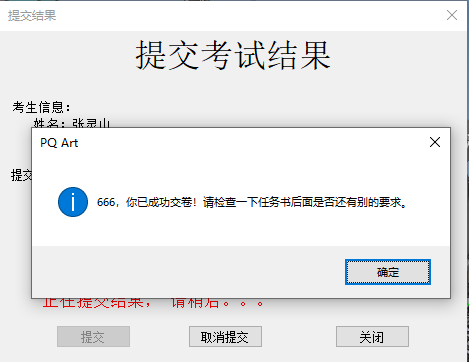 提交结果
提交考试结果
考生信息：
姓名：张灵山
PQ Art
提交
666，你已成功交卷！请检查一下任务书后面是否还有别的要求。
确定
正在提交结果， 请稍后。。。
提交
取消提交
关闭